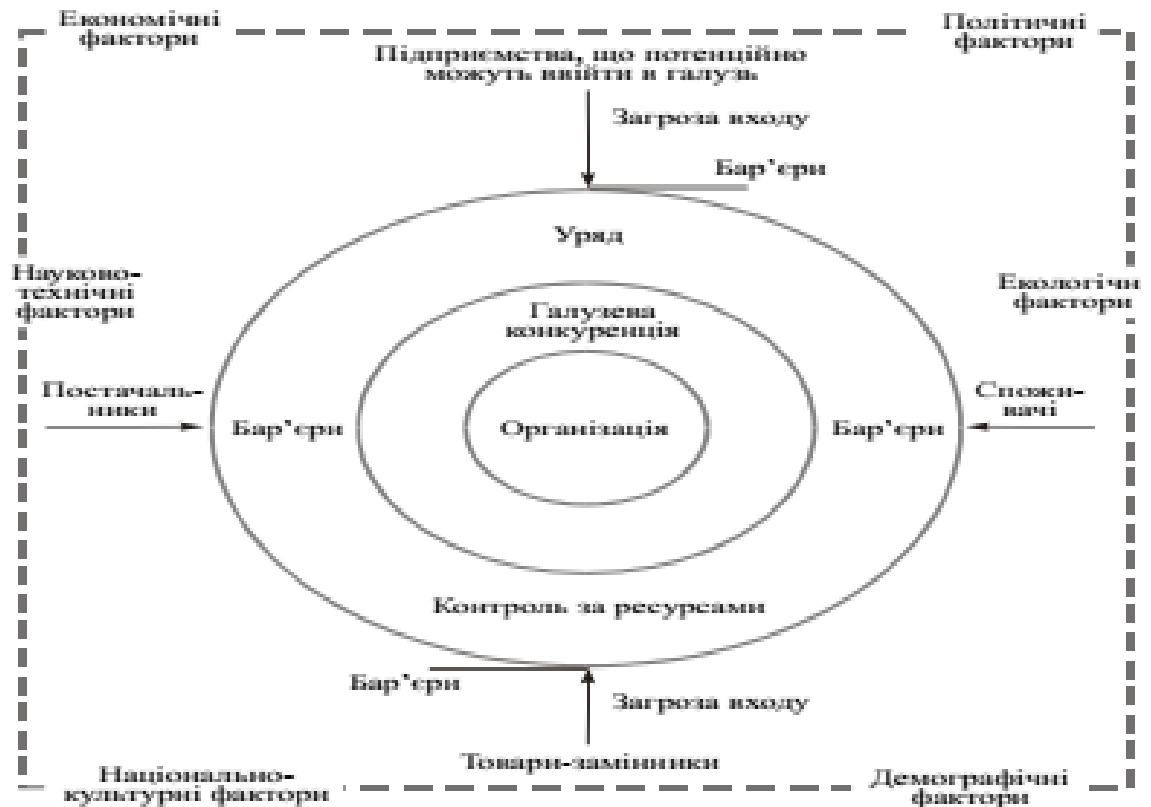 Економічні
фактори
Політичні
фактори
Підприємства, що потенційно
можуть ввійти в галузь
Загроза входу
Бар’єри
Уряд
Науково-
технічні
фактори
Екологічн
фактори
Галузева
конкуренція
Постачаль-
ники
Бар’єри
Організація
Бар’єри
Спожи-
вачі
Контроль за ресурсами
Бар’єри
Загроза входу
Товари-замінники
Національно-
культурні фактори
Демографічні
фактори